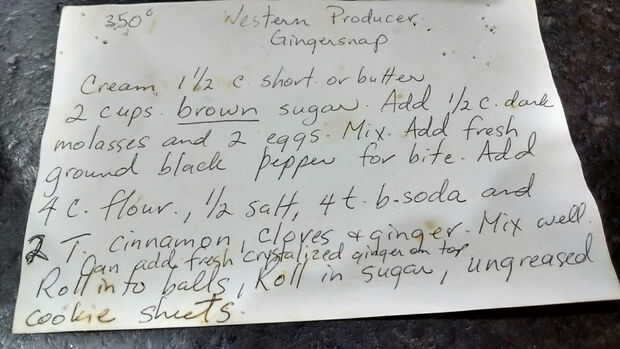 350° Western Producer
Gingersnap
Cream 1 1/2 c. short. or butter
2 cups. brown sugar. Add 1/2 c. dark
molasses and 2 eggs. Mix. Add fresh
ground black pepper for bite. Add
4 c. flour., 1/2 salt, 4 t. b-soda and
2 T. cinnamon, cloves & ginger. Mix well.
Can add fresh crystalized ginger on top
Roll into balls, Roll in sugar, ungreased
cookie sheets.